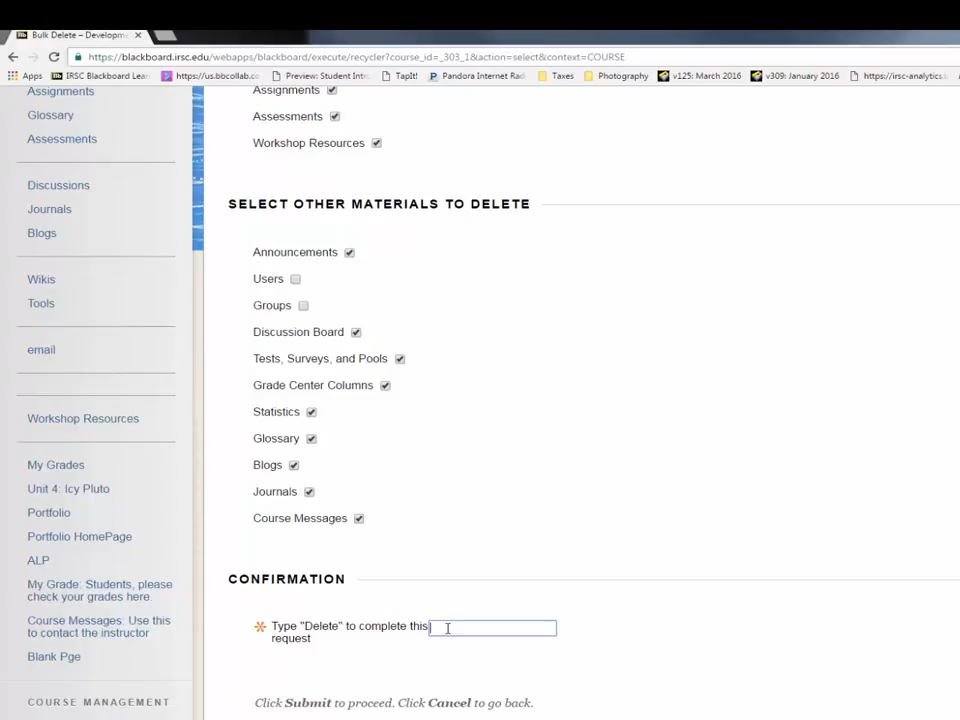 Bulk Delete – Developm
https://blackboard.irsc.edu/webapps/blackboard/execute/recycler?course_id=_303_1&action=select&context=COURSE
Apps Bb IRSC Blackboard Lear https://us.bbcollab.co Preview: Student Intr TapIt! Pandora Internet Rad Taxes Photography v125: March 2016 v309: January 2016 https://irsc-analytics.
Assignments
Glossary
Assessments
Discussions
Journals
Blogs
Wikis
Tools
email
Workshop Resources
My Grades
Unit 4: Icy Pluto
Portfolio
Portfolio HomePage
ALP
My Grade: Students, please
check your grades here.
Course Messages: Use this
to contact the instructor
Blank Pge
COURSE MANAGEMENT
Assignments
Assessments
Workshop Resources
SELECT OTHER MATERIALS TO DELETE
Announcements
Users
Groups
Discussion Board
Tests, Surveys, and Pools
Grade Center Columns
Statistics
Glossary
Blogs
Journals
Course Messages
CONFIRMATION
Type "Delete" to complete this
request
Click Submit to proceed. Click Cancel to go back.